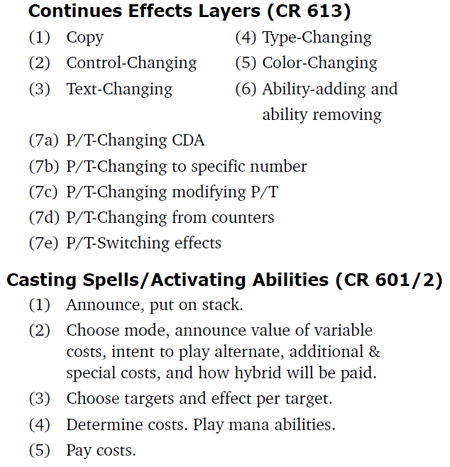 Continues Effects Layers (CR 613)
(1) Copy
(2) Control-Changing
(3) Text-Changing
(4) Type-Changing
(5) Color-Changing
(6) Ability-adding and
ability removing
(7a) P/T-Changing CDA
(7b) P/T-Changing to specific number
(7c) P/T-Changing modifying P/T
(7d) P/T-Changing from counters
(7e) P/T-Switching effects
Casting Spells/Activating Abilities (CR 601/2)
(1) Announce, put on stack.
(2) Choose mode, announce value of variable
costs, intent to play alternate, additional &
special costs, and how hybrid will be paid.
(3) Choose targets and effect per target.
(4) Determine costs. Play mana abilities.
(5) Pay costs.